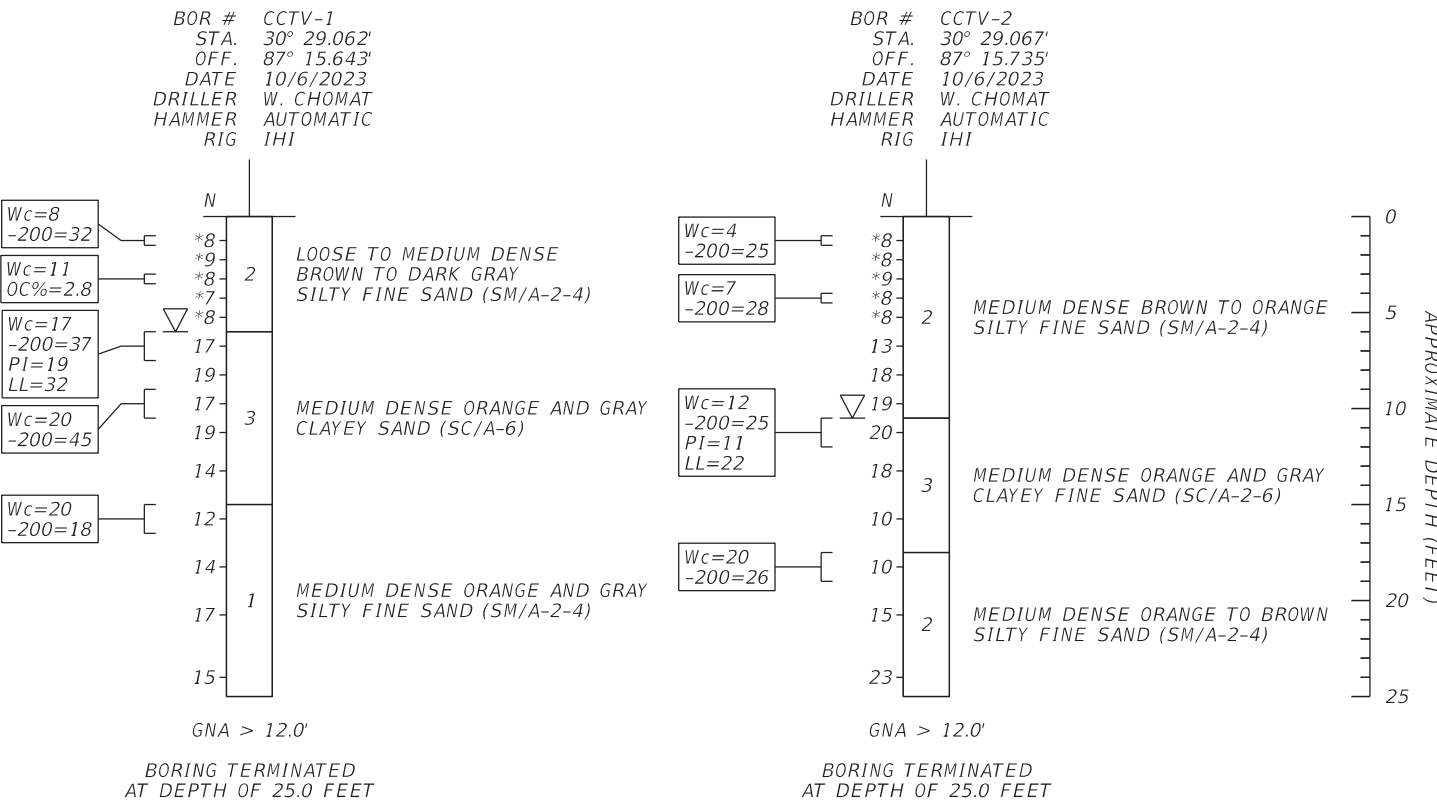 BOR # CCTV-1
STA. 30° 29.062'
OFF. 87° 15.643'
DATE 10/6/2023
DRILLER W. CHOMAT
HAMMER AUTOMATIC
RIG IHI
N
Wc=8
-200=32
Wc=11
OC%=2.8
Wc=17
-200=37
PI=19
LL=32
Wc=20
-200=45
Wc=20
-200=18
*8
*9
*8
*7
*8
17
19
17
19
14
12
14
17
15
2
LOOSE TO MEDIUM DENSE
BROWN TO DARK GRAY
SILTY FINE SAND (SM/A-2-4)
3
MEDIUM DENSE ORANGE AND GRAY
CLAYEY SAND (SC/A-6)
1
MEDIUM DENSE ORANGE AND GRAY
SILTY FINE SAND (SM/A-2-4)
GNA > 12.0'
BORING TERMINATED
AT DEPTH OF 25.0 FEET
BOR # CCTV-2
STA. 30° 29.067'
OFF. 87° 15.735'
DATE 10/6/2023
DRILLER W. CHOMAT
HAMMER AUTOMATIC
RIG IHI
N
Wc=4
-200=25
Wc=7
-200=28
Wc=12
-200=25
PI=11
LL=22
Wc=20
-200=26
*8
*8
*9
*8
*8
13
18
19
20
18
10
10
15
23
2
MEDIUM DENSE BROWN TO ORANGE
SILTY FINE SAND (SM/A-2-4)
3
MEDIUM DENSE ORANGE AND GRAY
CLAYEY FINE SAND (SC/A-2-6)
2
MEDIUM DENSE ORANGE TO BROWN
SILTY FINE SAND (SM/A-2-4)
GNA > 12.0'
BORING TERMINATED
AT DEPTH OF 25.0 FEET
0
5
10
15
20
25
APPROXIMATE DEPTH (FEET)